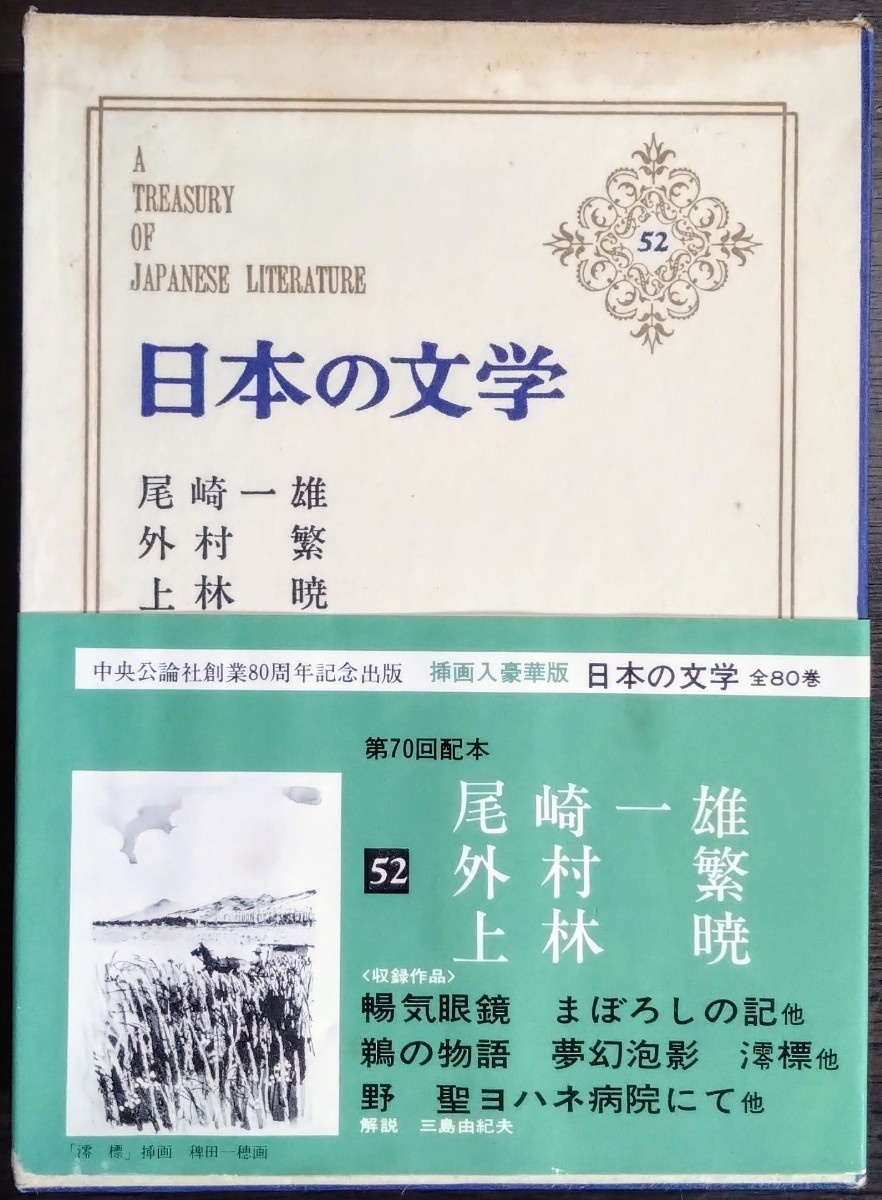 A
TREASURY
OF
JAPANESE LITERATURE
52
日本の文学
尾崎一雄
外村 繁
上林 暁
中央公論社創業80周年記念出版 挿画入豪華版 日本の文学 全80巻
第70回配本
52
尾崎一雄
外村 繁
上林 暁
〈収録作品〉
暢気眼鏡 まぼろしの記他
鵜の物語 夢幻泡影 澪標他
野 聖ヨハネ病院にて他
解説 三島由紀夫
「澪 標」挿画 稗田一穂画